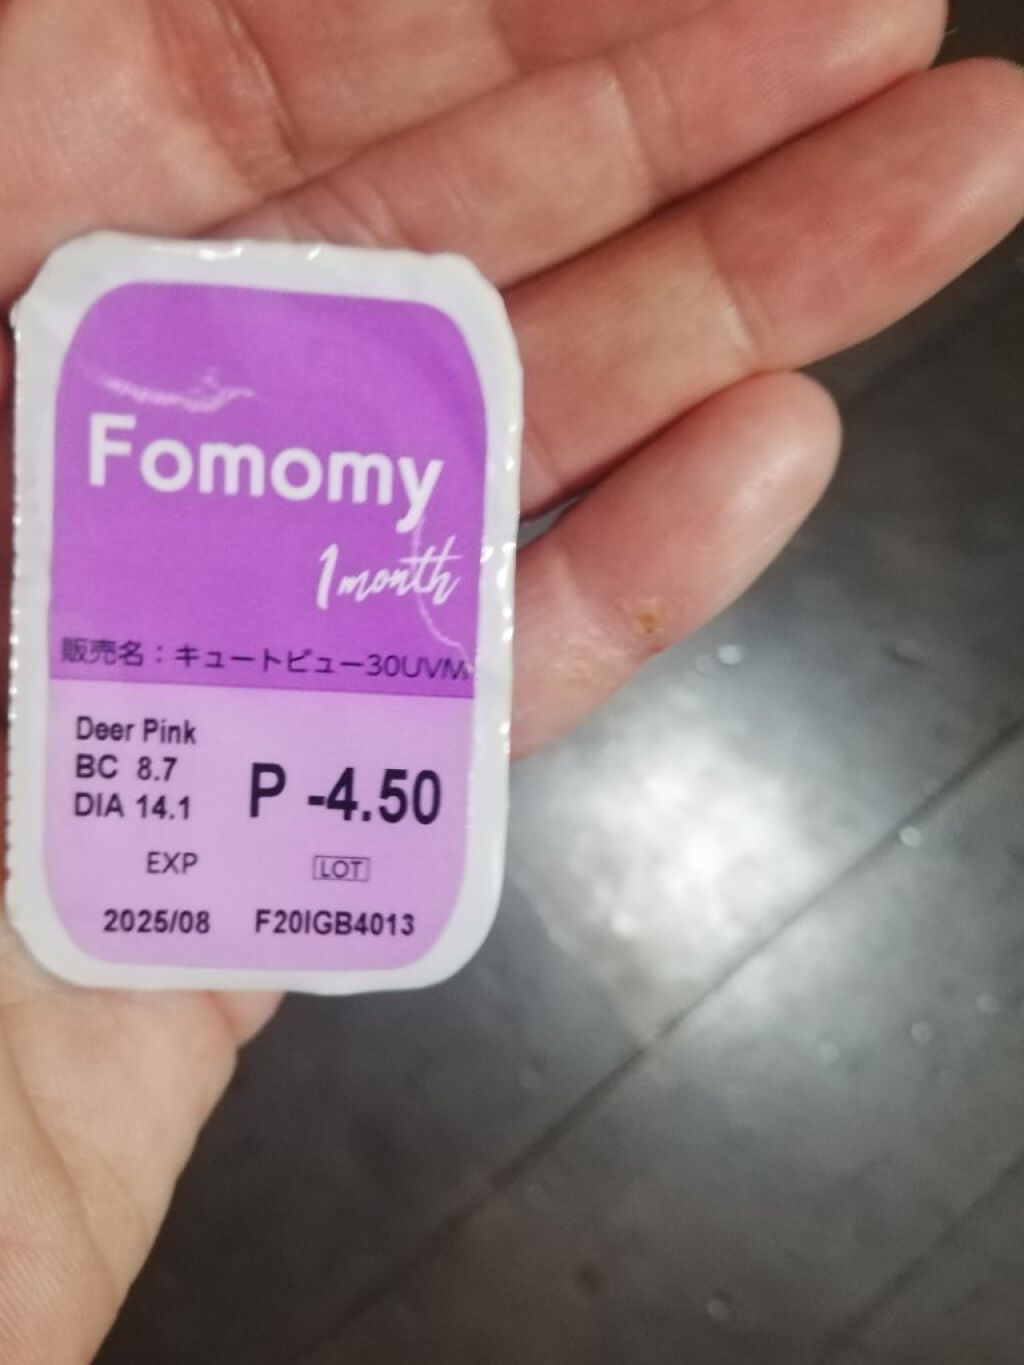 Fomomy
1month
販売名：キュートビュー30UVM
Deer Pink
BC 8.7
DIA 14.1
P -4.50
EXP
LOT
2025/08
F20IGB4013